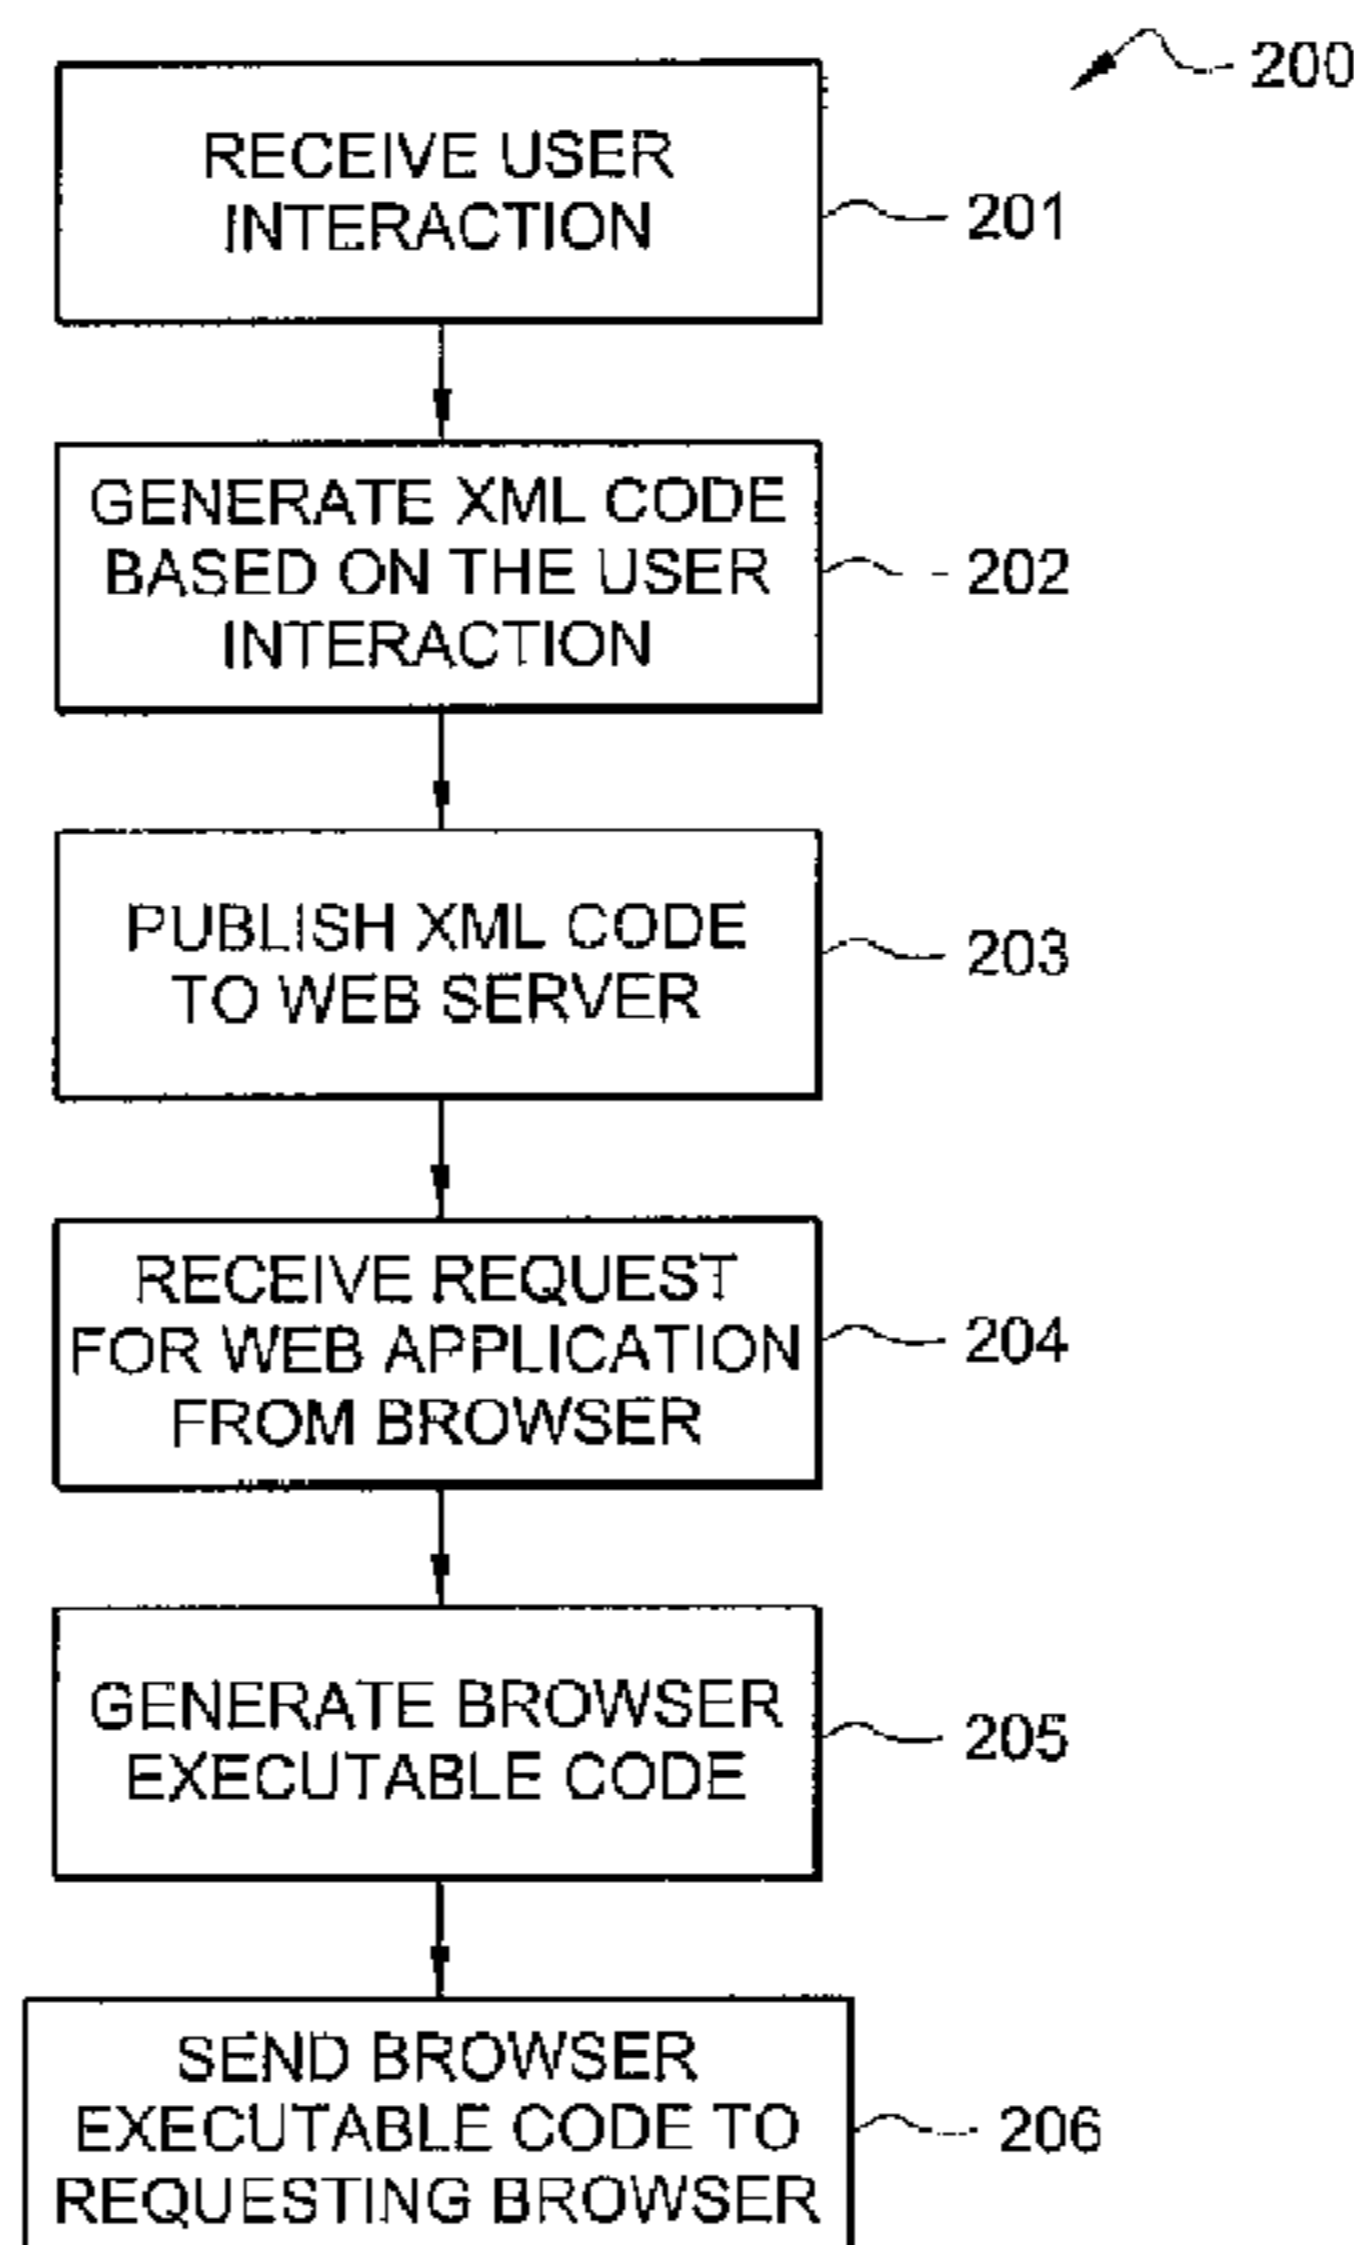 200
RECEIVE USER
INTERACTION
201
GENERATE XML CODE
BASED ON THE USER
INTERACTION
202
PUBLISH XML CODE
TO WEB SERVER
203
RECEIVE REQUEST
FOR WEB APPLICATION
FROM BROWSER
204
GENERATE BROWSER
EXECUTABLE CODE
205
SEND BROWSER
EXECUTABLE CODE TO
REQUESTING BROWSER
206